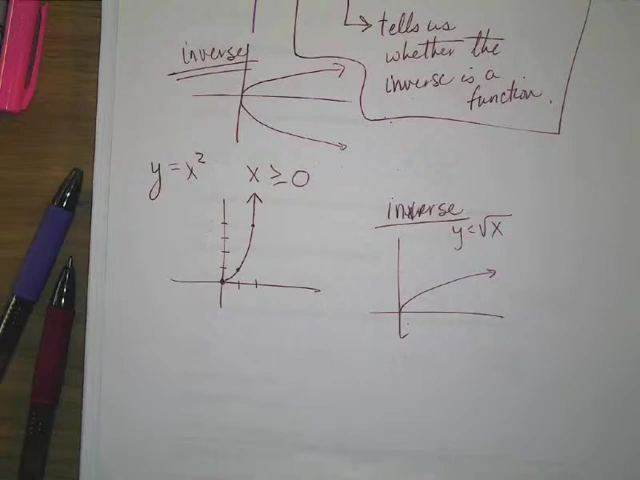 tells us
whether the
inverse is a
function.
inverse
y = x² x ≥ 0
inverse
y = √x